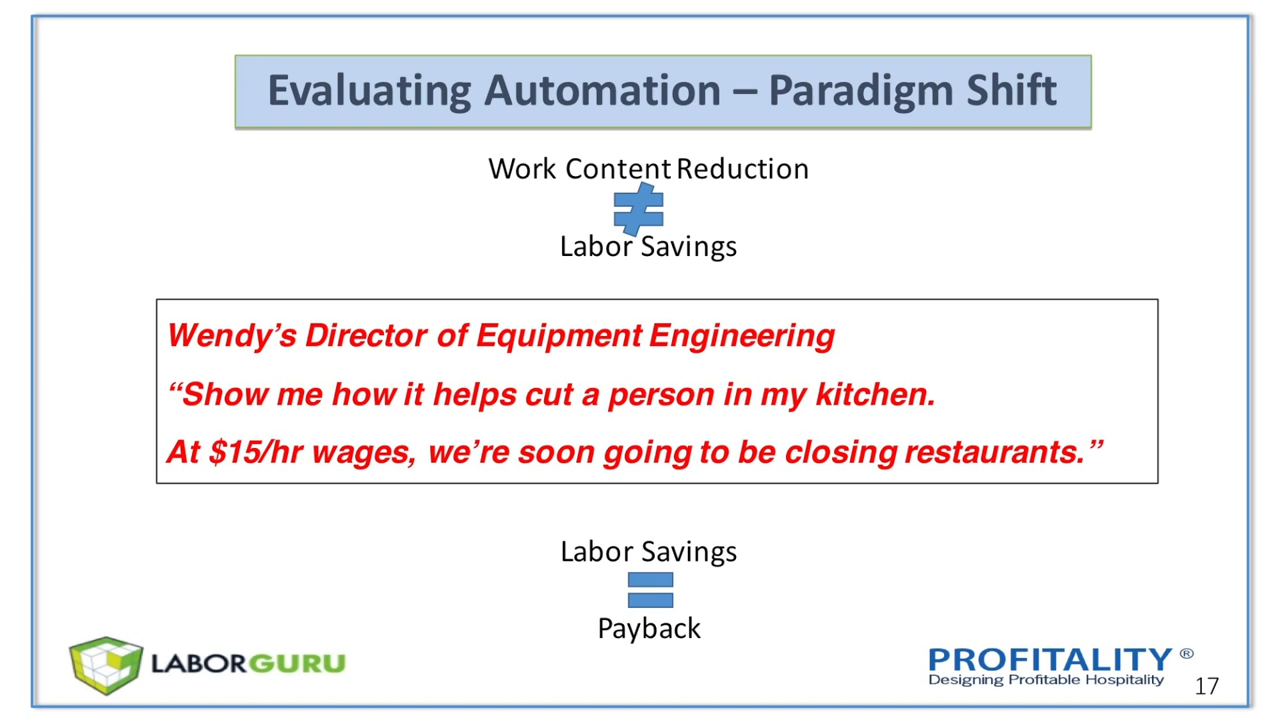 Evaluating Automation – Paradigm Shift
Work Content Reduction
≠
Labor Savings
Wendy’s Director of Equipment Engineering
“Show me how it helps cut a person in my kitchen.
At $15/hr wages, we’re soon going to be closing restaurants.”
Labor Savings
=
Payback
LABORGURU
PROFITALITY®
Designing Profitable Hospitality
17